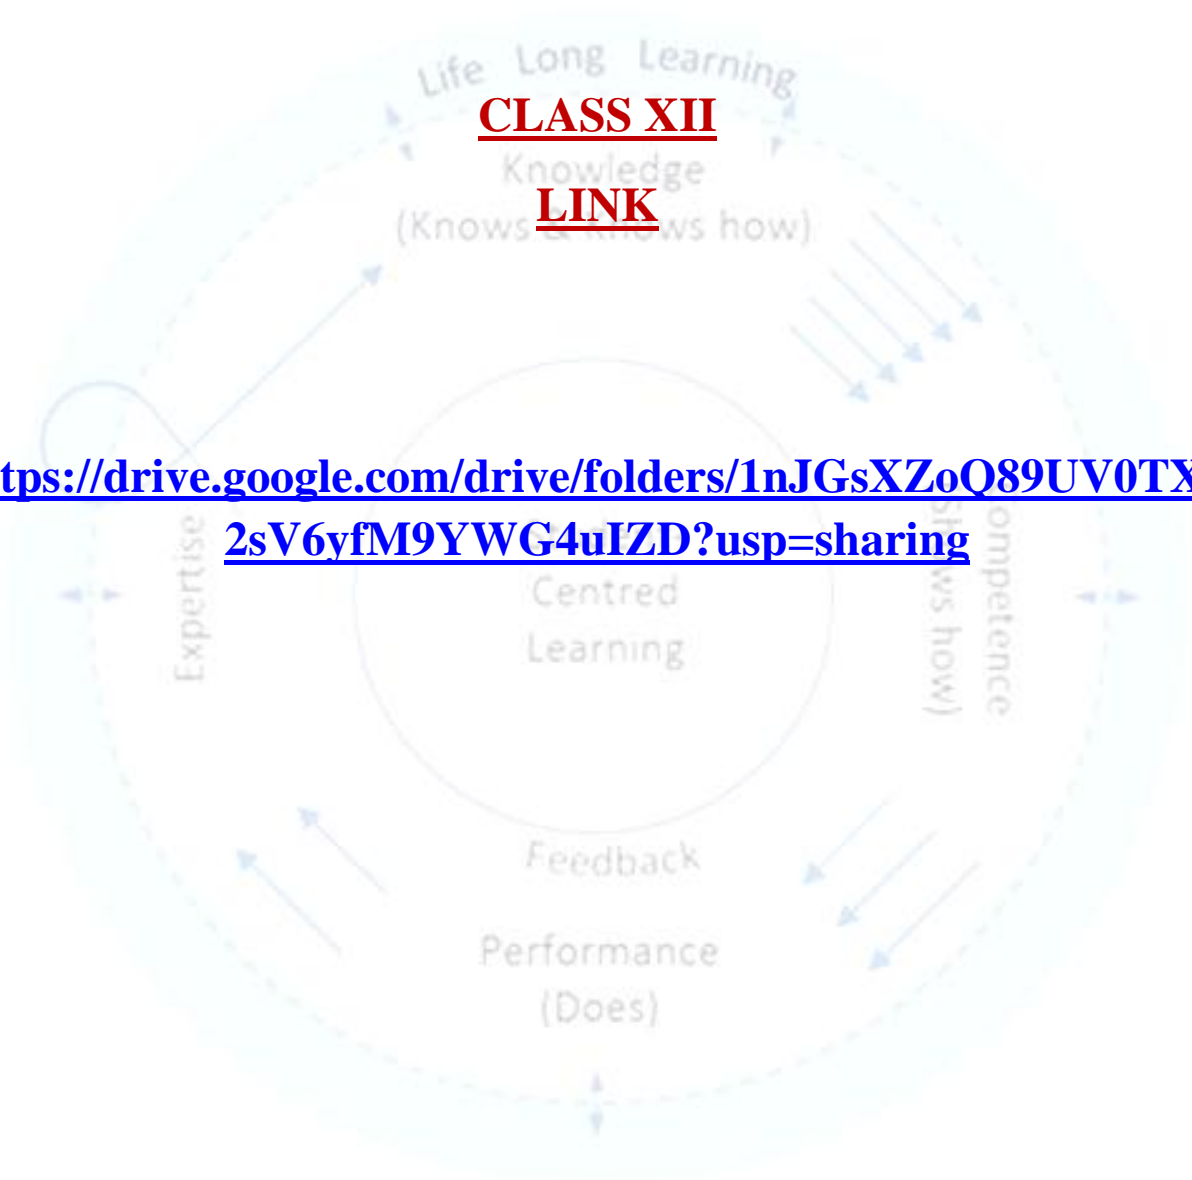 Life Long Learning
CLASS XII
Knowledge
LINK
(Knows & Knows how)
tps://drive.google.com/drive/folders/1nJGsXZoQ89UV0TX
2sV6yfM9YWG4uIZD?usp=sharing
Expertise
Centred
Learning
ompetence
ws how)
Feedback
Performance
(Does)